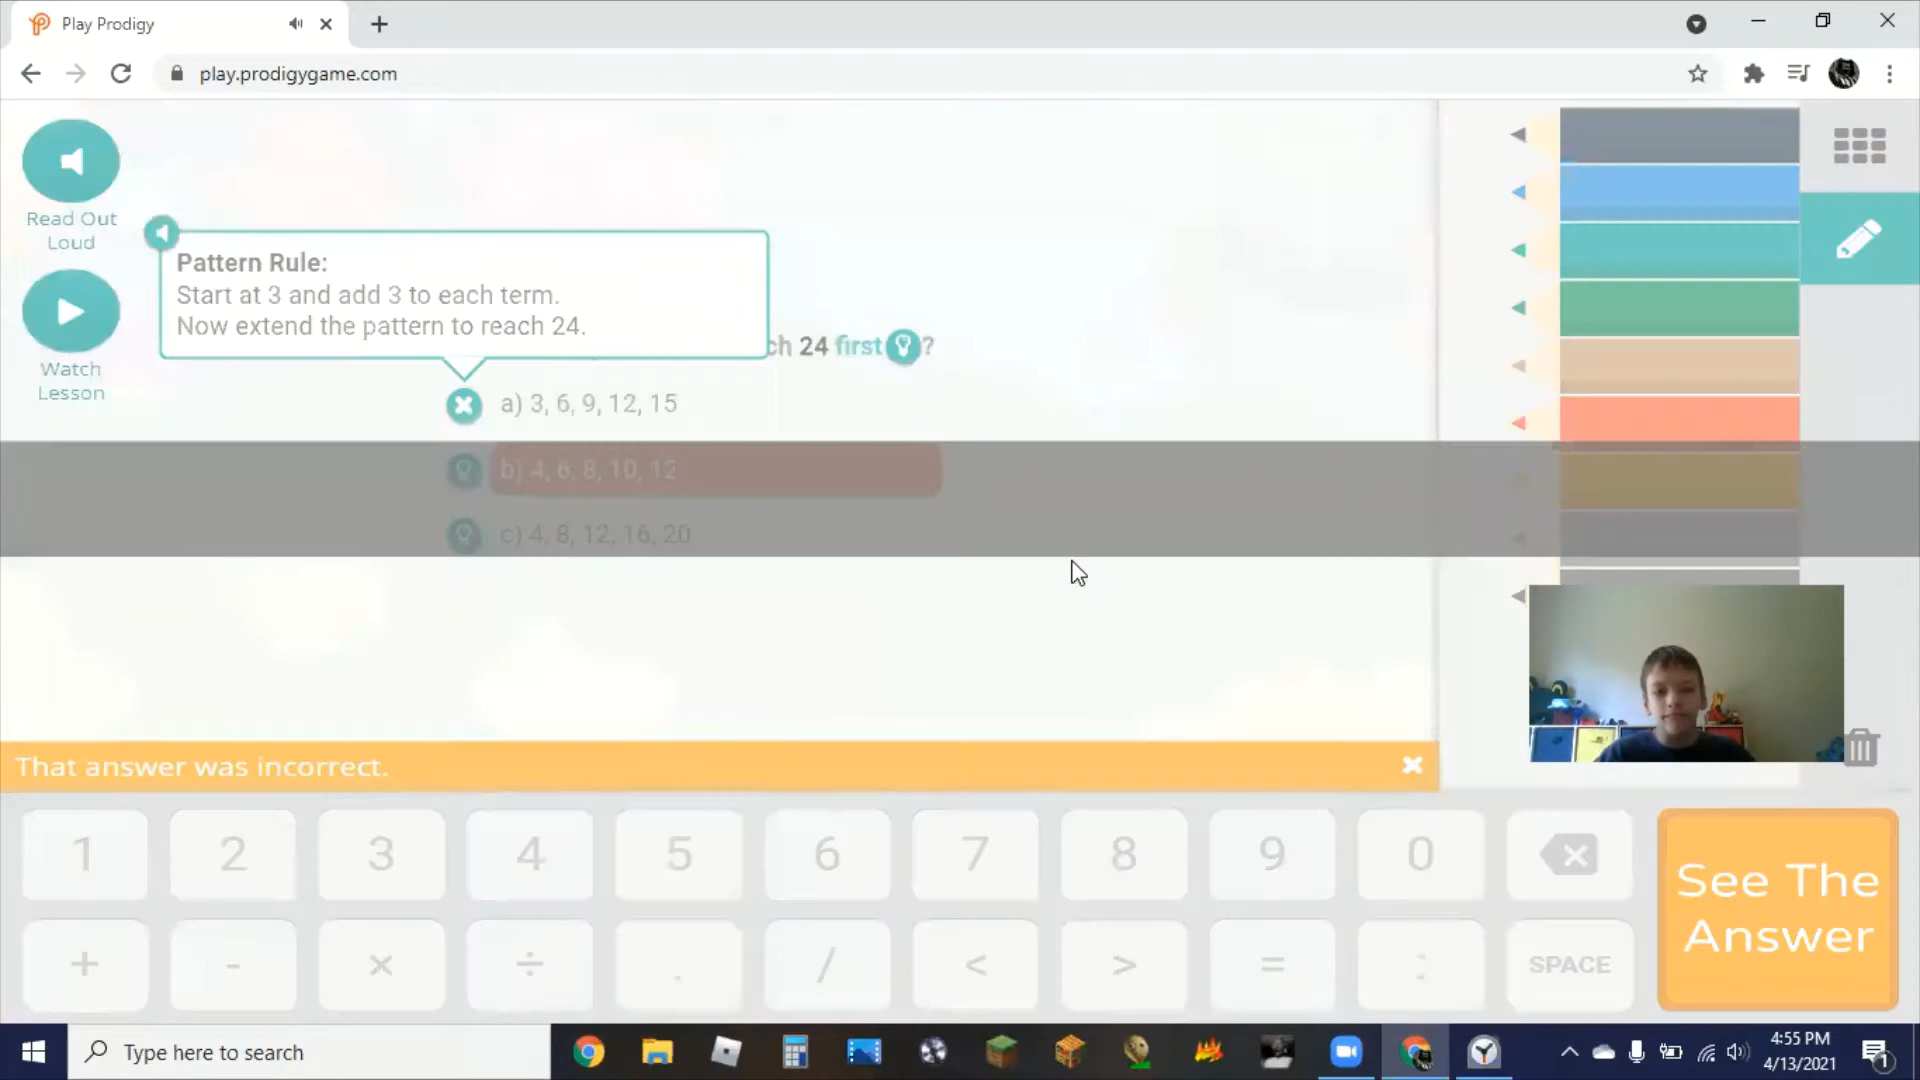 Play Prodigy
play.prodigygame.com
Read Out
Loud
Watch
Lesson
Pattern Rule:
Start at 3 and add 3 to each term.
Now extend the pattern to reach 24.
ch 24 first ?
a) 3, 6, 9, 12, 15
b) 4, 6, 8, 10, 12
c) 4, 8, 12, 16, 20
That answer was incorrect.
1 2 3 4 5 6 7 8 9 0
+ - × ÷ . / < > = : SPACE
See The
Answer
Type here to search
4:55 PM
4/13/2021
1